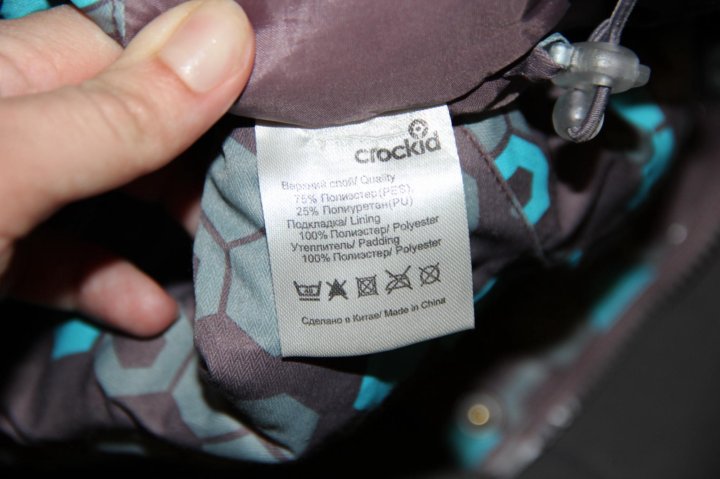 crockid
Верхний слой/ Quality
75% Полиэстер(PES),
25% Полиуретан(PU)
Подкладка/ Lining
100% Полиэстер/ Polyester
Утеплитель/ Padding
100% Полиэстер/ Polyester
Сделано в Китае/ Made in China